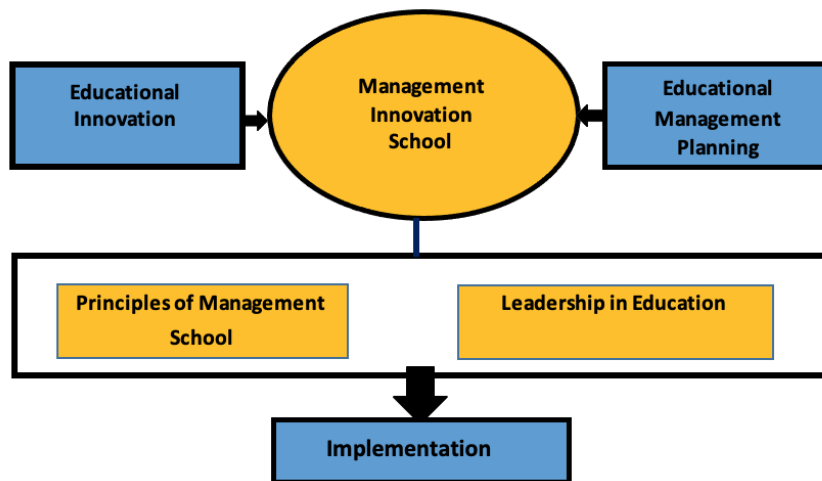 Educational
Innovation
Management
Innovation
School
Educational
Management
Planning
Principles of Management
School
Leadership in Education
Implementation